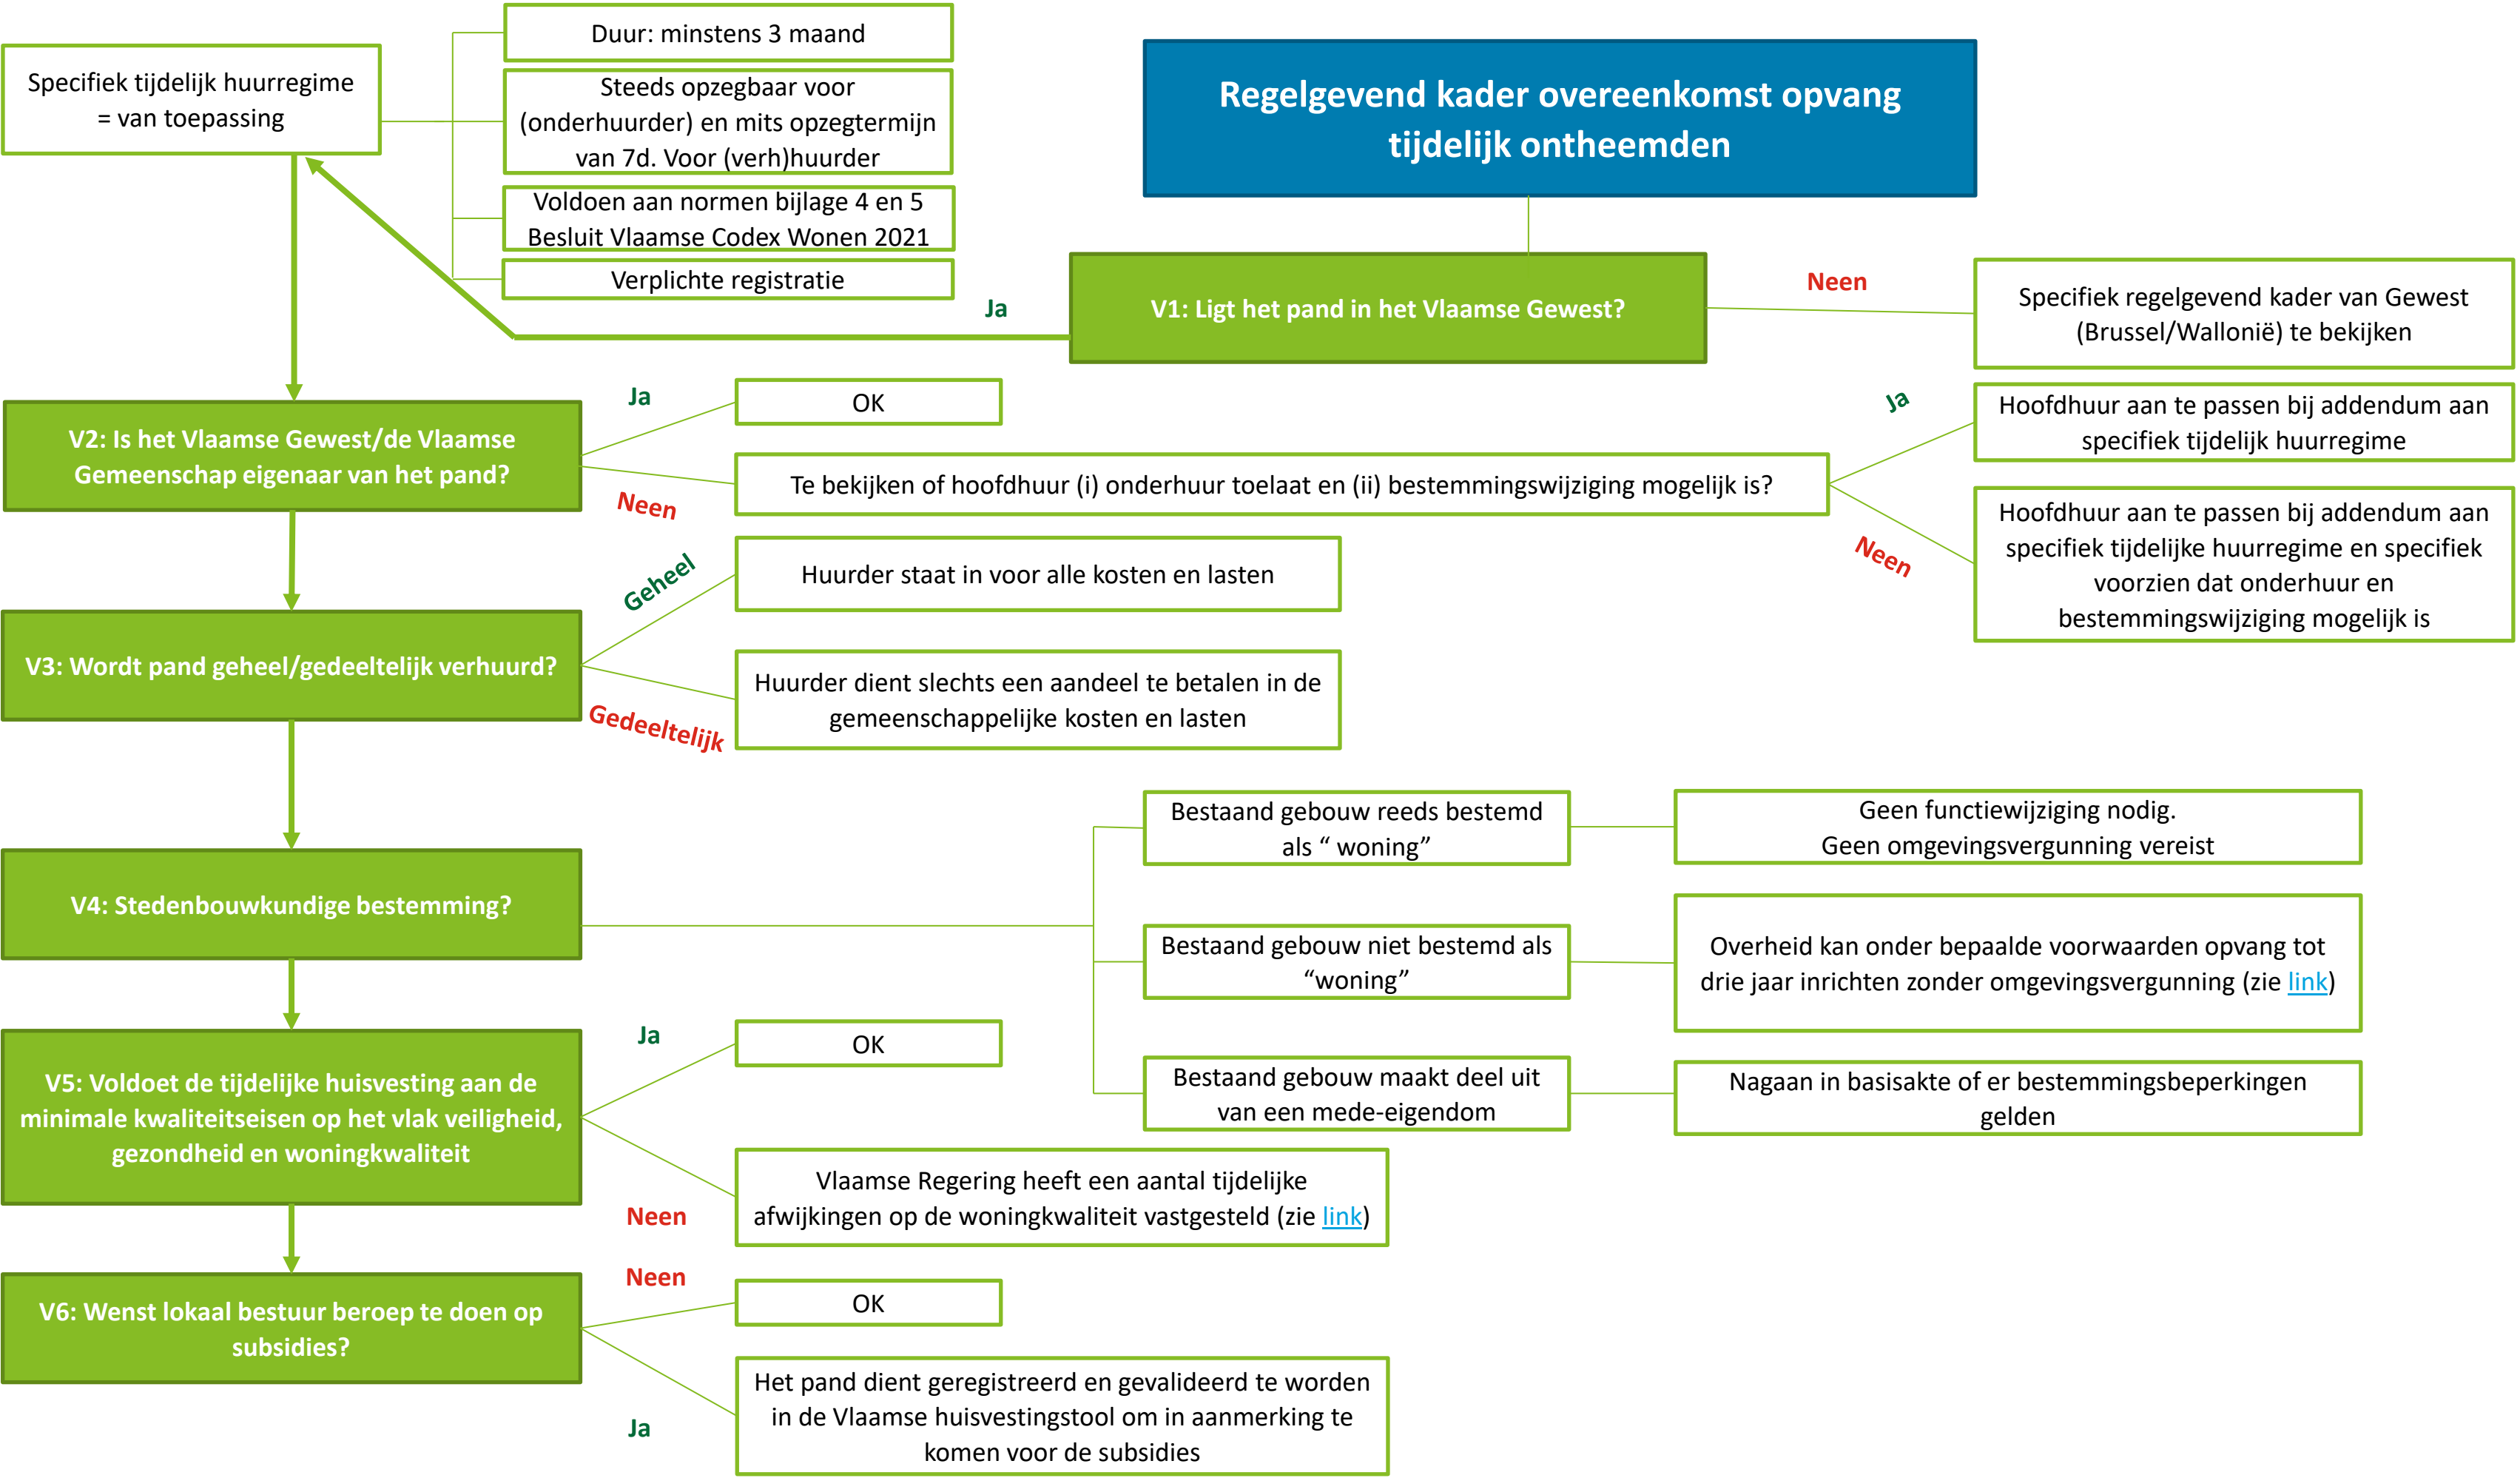 Regelgevend kader overeenkomst opvang
tijdelijk ontheemden
V1: Ligt het pand in het Vlaamse Gewest?
Neen
Specifiek regelgevend kader van Gewest
(Brussel/Wallonië) te bekijken
Ja
Specifiek tijdelijk huurregime
= van toepassing
Duur: minstens 3 maand
Steeds opzegbaar voor
(onderhuurder) en mits opzegtermijn
van 7d. Voor (verh)huurder
Voldoen aan normen bijlage 4 en 5
Besluit Vlaamse Codex Wonen 2021
Verplichte registratie
V2: Is het Vlaamse Gewest/de Vlaamse
Gemeenschap eigenaar van het pand?
Ja
OK
Neen
Te bekijken of hoofdhuur (i) onderhuur toelaat en (ii) bestemmingswijziging mogelijk is?
Ja
Hoofdhuur aan te passen bij addendum aan
specifiek tijdelijk huurregime
Neen
Hoofdhuur aan te passen bij addendum aan
specifiek tijdelijke huurregime en specifiek
voorzien dat onderhuur en
bestemmingswijziging mogelijk is
V3: Wordt pand geheel/gedeeltelijk verhuurd?
Geheel
Huurder staat in voor alle kosten en lasten
Gedeeltelijk
Huurder dient slechts een aandeel te betalen in de
gemeenschappelijke kosten en lasten
V4: Stedenbouwkundige bestemming?
Bestaand gebouw reeds bestemd
als “ woning”
Geen functiewijziging nodig.
Geen omgevingsvergunning vereist
Bestaand gebouw niet bestemd als
“woning”
Overheid kan onder bepaalde voorwaarden opvang tot
drie jaar inrichten zonder omgevingsvergunning (zie link)
Bestaand gebouw maakt deel uit
van een mede-eigendom
Nagaan in basisakte of er bestemmingsbeperkingen
gelden
V5: Voldoet de tijdelijke huisvesting aan de
minimale kwaliteitseisen op het vlak veiligheid,
gezondheid en woningkwaliteit
Ja
OK
Neen
Vlaamse Regering heeft een aantal tijdelijke
afwijkingen op de woningkwaliteit vastgesteld (zie link)
V6: Wenst lokaal bestuur beroep te doen op
subsidies?
Neen
OK
Ja
Het pand dient geregistreerd en gevalideerd te worden
in de Vlaamse huisvestingstool om in aanmerking te
komen voor de subsidies